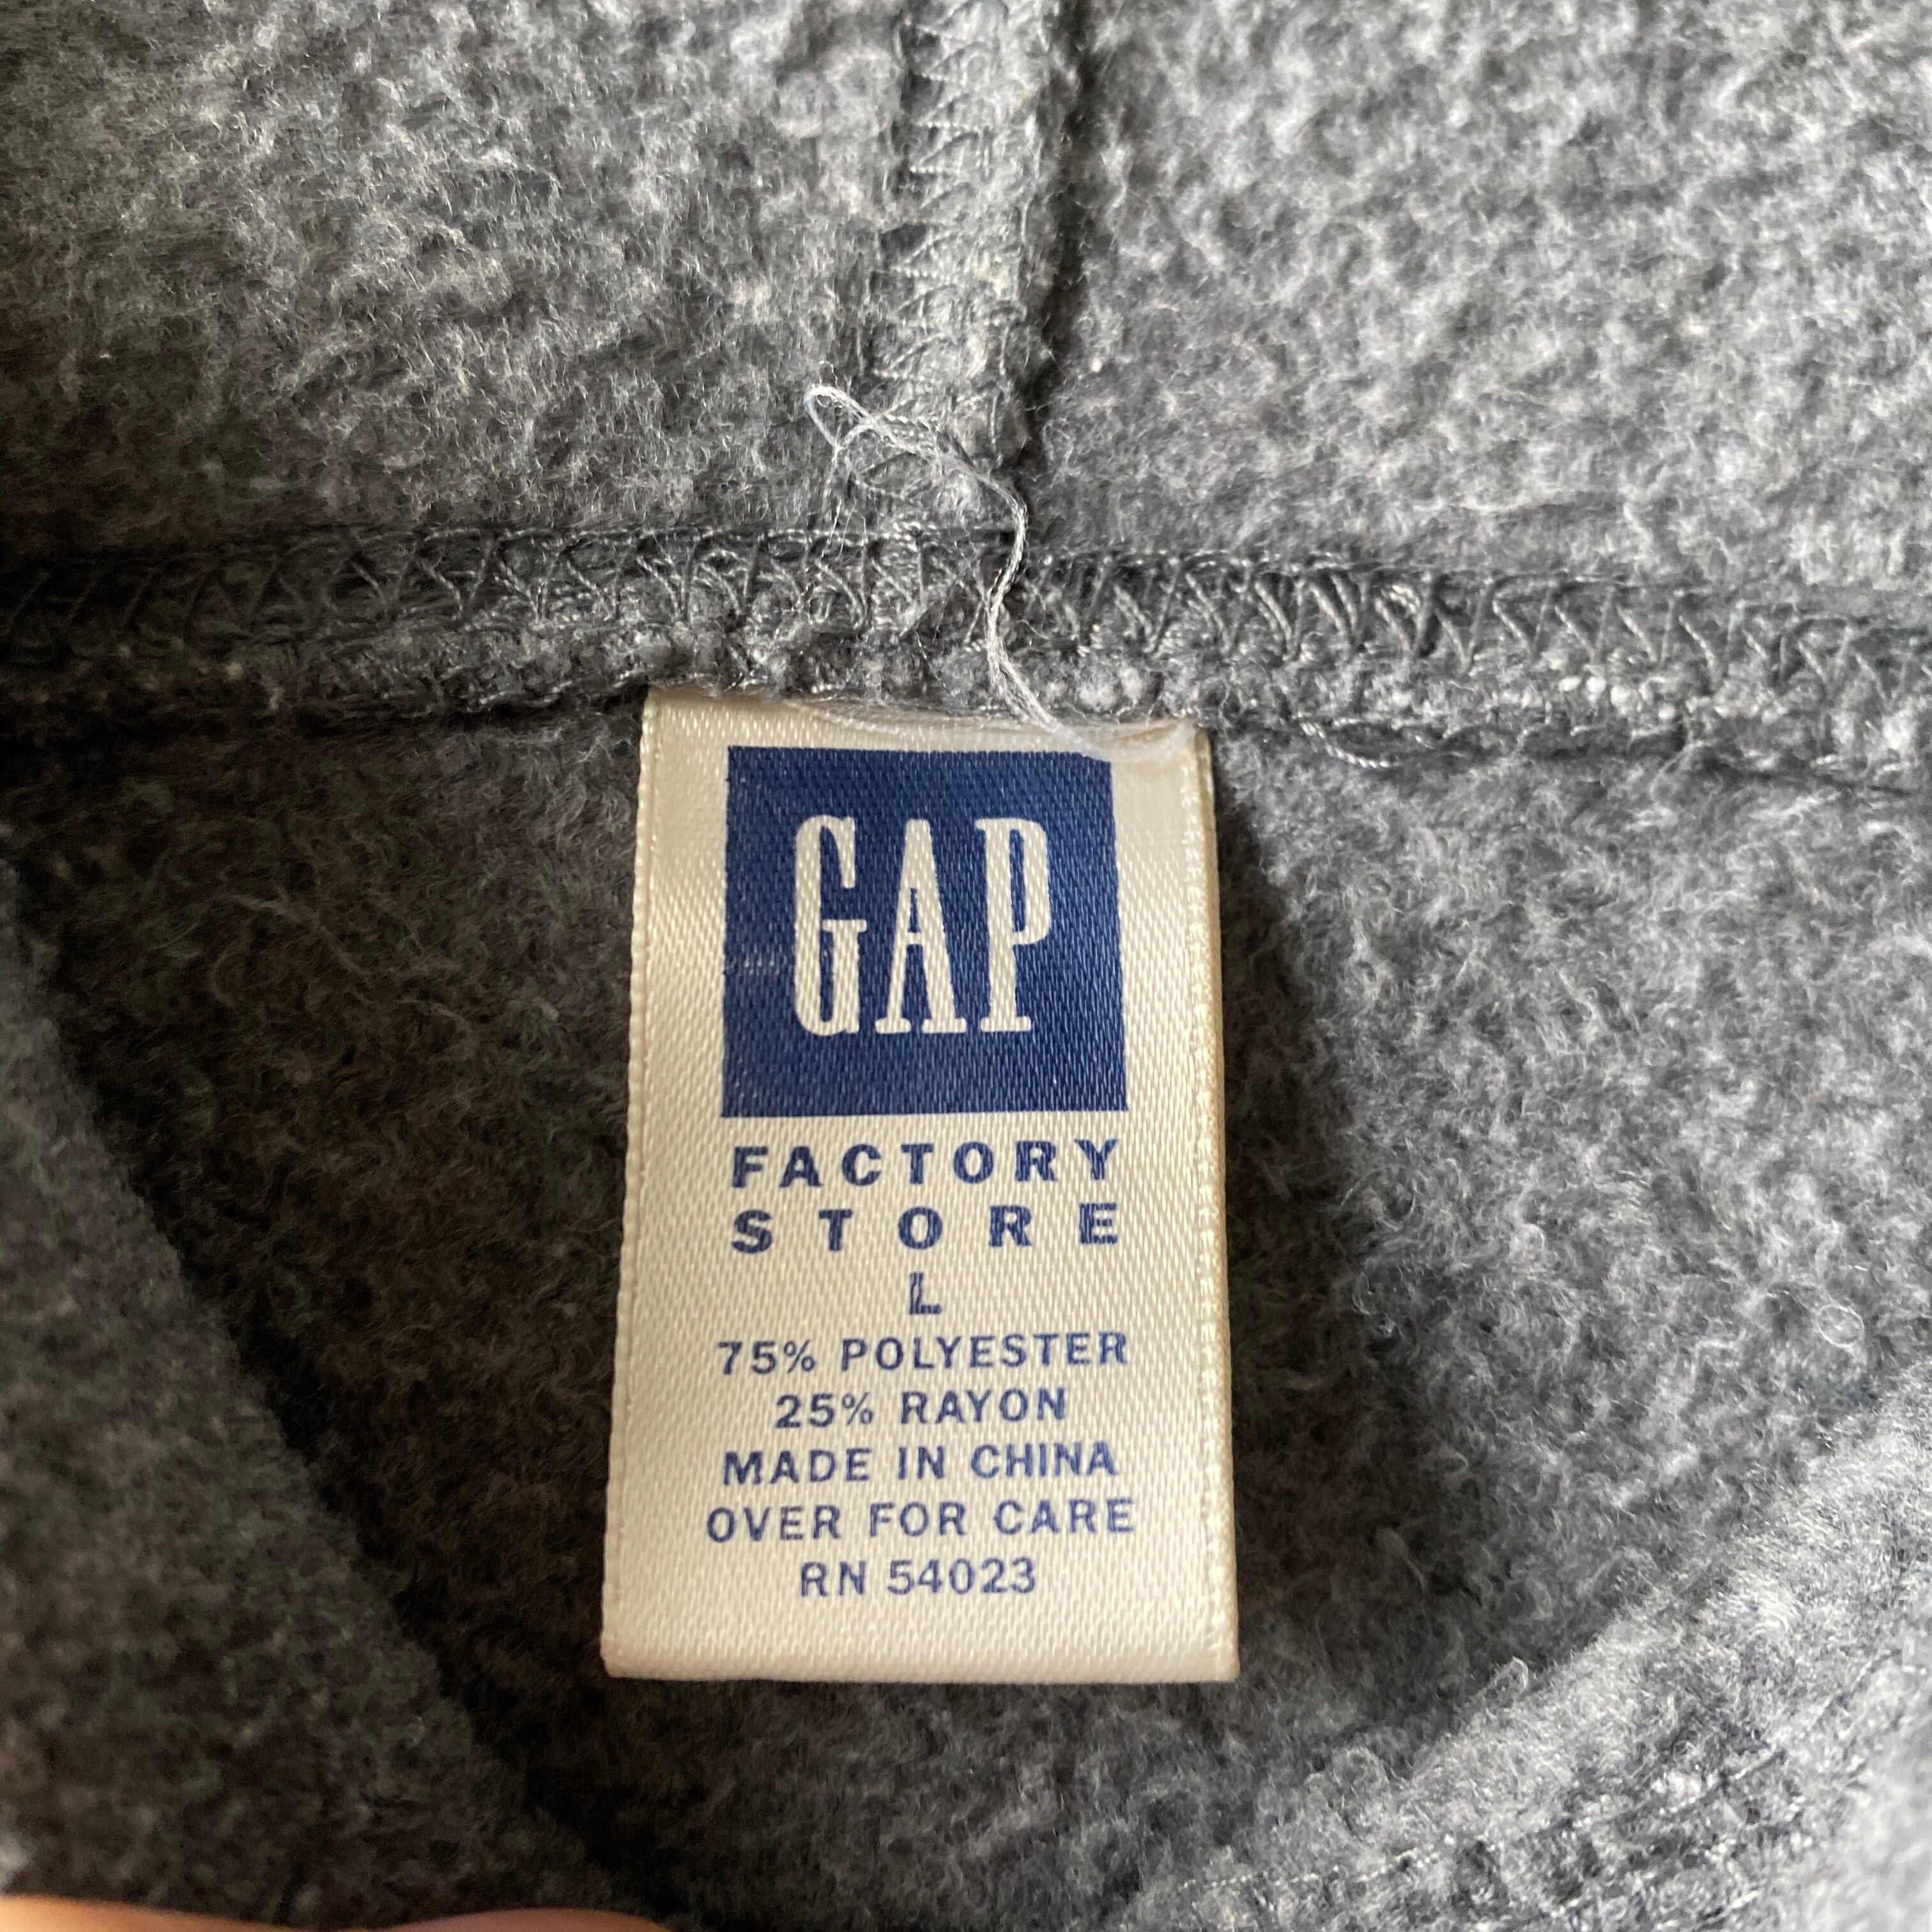 GAP
FACTORY
STORE
L
75% POLYESTER
25% RAYON
MADE IN CHINA
OVER FOR CARE
RN 54023